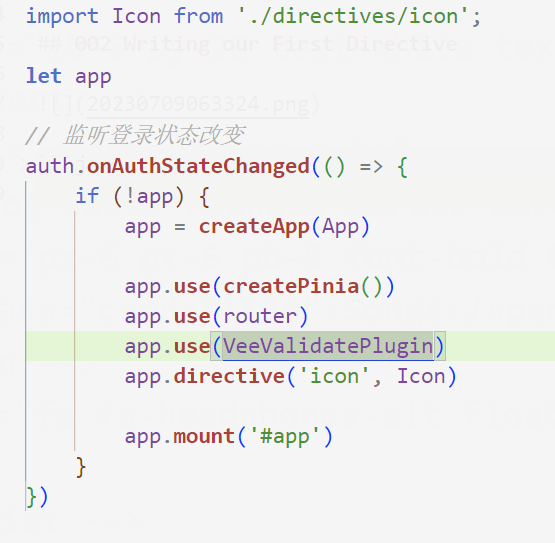 import Icon from './directives/icon';
## 002 Writing our First Directive
let app
![](20230709063324.png)
// 监听登录状态改变
auth.onAuthStateChanged(() => {
if (!app) {
app = createApp(App)
app.use(createPinia())
app.use(router)
app.use(VeeValidatePlugin)
app.directive('icon', Icon)
app.mount('#app')
}
})